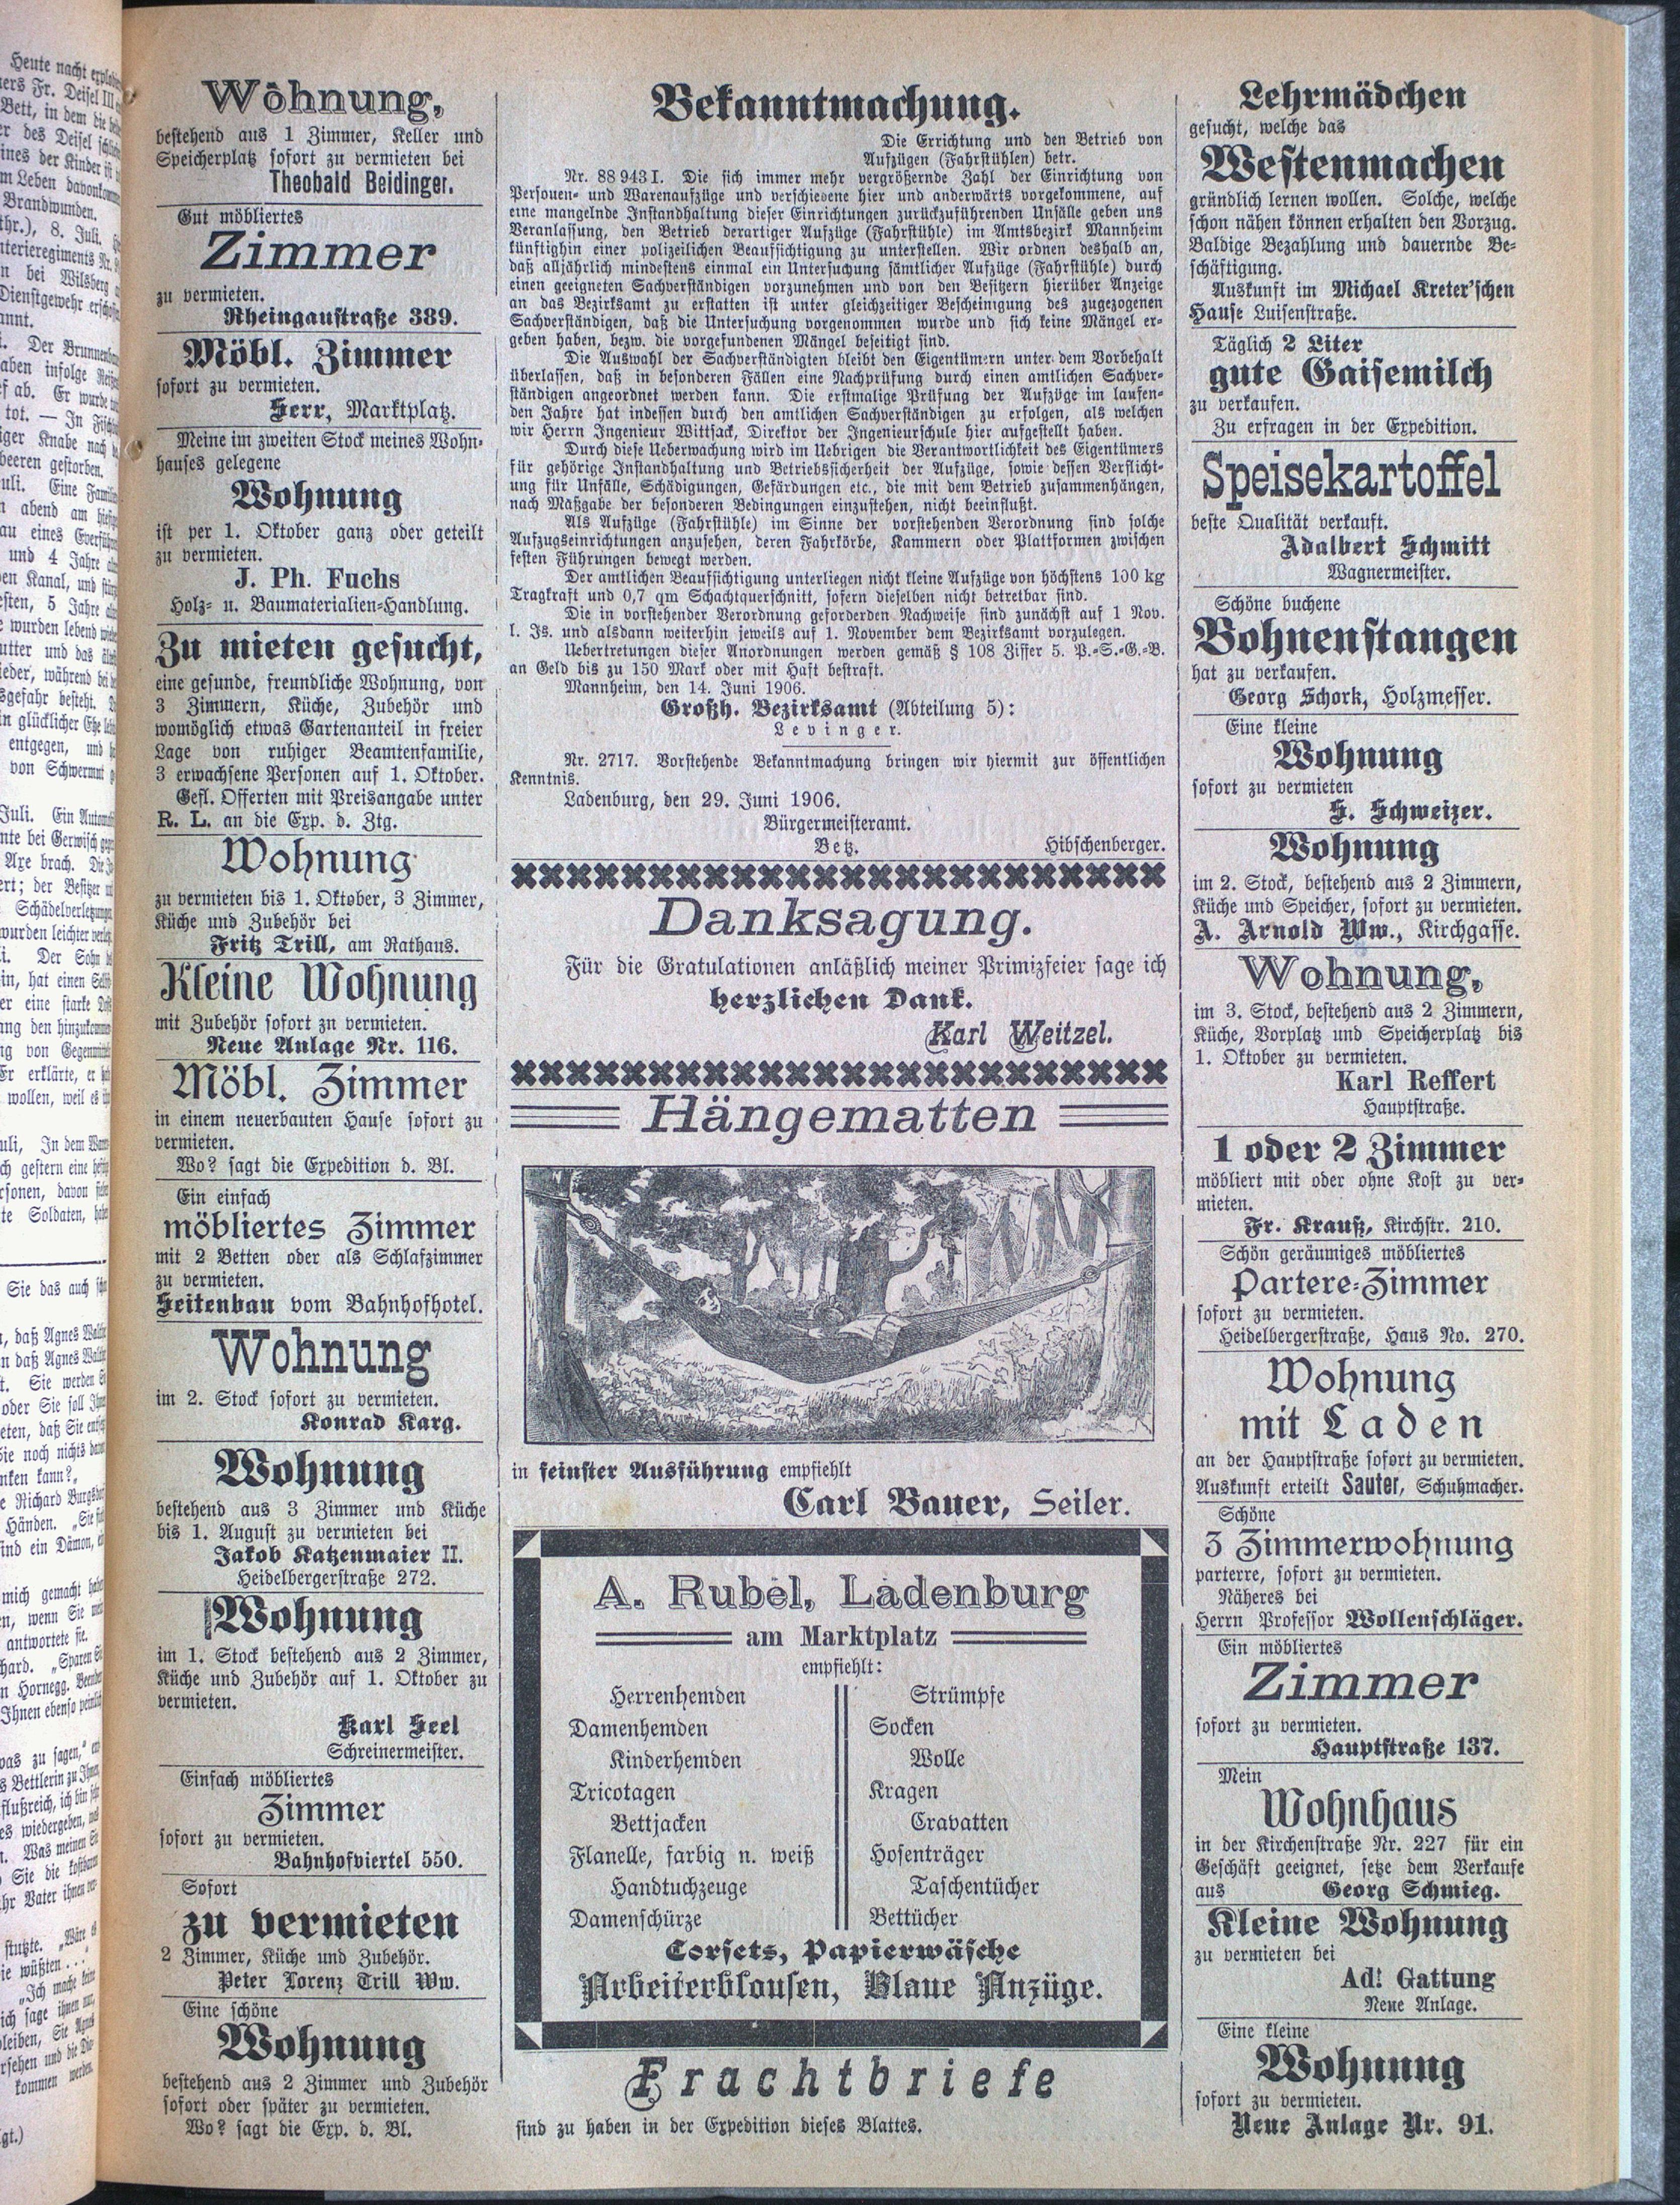 Wohnung,
bestehend aus 1 Zimmer, Keller und
Speicherplatz sofort zu vermieten bei
Theobald Beidinger.
Gut möbliertes
Zimmer
zu vermieten.
Rheingaustraße 389.
Möbl. Zimmer
sofort zu vermieten.
Herr, Marktplatz.
Meine im zweiten Stock meines Wohn-
hauses gelegene
Wohnung
ist per 1. Oktober ganz oder geteilt
zu vermieten.
J. Ph. Fuchs
Holz- u. Baumaterialien-Handlung.
Zu mieten gesucht,
eine gesunde, freundliche Wohnung, von
3 Zimmern, Küche, Zubehör und
womöglich etwas Gartenanteil in freier
Lage von ruhiger Beamtenfamilie,
3 erwachsene Personen auf 1. Oktober.
Gefl. Offerten mit Preisangabe unter
R. L. an die Exp. d. Ztg.
Wohnung
zu vermieten bis 1. Oktober, 3 Zimmer,
Küche und Zubehör bei
Fritz Trill, am Rathaus.
Kleine Wohnung
mit Zubehör sofort zn vermieten.
Neue Anlage Nr. 116.
Möbl. Zimmer
in einem neuerbauten Hause sofort zu
vermieten.
Wo? sagt die Expedition d. Bl.
Ein einfach
möbliertes Zimmer
mit 2 Betten oder als Schlafzimmer
zu vermieten.
Seitenbau vom Bahnhofhotel.
Wohnung
im 2. Stock sofort zu vermieten.
Konrad Karg.
Wohnung
bestehend aus 3 Zimmer und Küche
bis 1. August zu vermieten bei
Jakob Katzenmaier II.
Heidelbergerstraße 272.
Wohnung
im 1. Stock bestehend aus 2 Zimmer,
Küche und Zubehör auf 1. Oktober zu
vermieten.
Karl Heel
Schreinermeister.
Einfach möbliertes
Zimmer
sofort zu vermieten.
Bahnhofviertel 550.
Sofort
zu vermieten
2 Zimmer, Küche und Zubehör.
Peter Lorenz Trill Ww.
Eine schöne
Wohnung
bestehend aus 2 Zimmer und Zubehör
sofort oder später zu vermieten.
Wo? sagt die Exp. d. Bl.
Bekanntmachung.
Die Errichtung und den Betrieb von
Aufzügen (Fahrstühlen) betr.
Nr. 88943 I. Die sich immer mehr vergrößernde Zahl der Einrichtung von
Personen- und Warenaufzüge und verschiedene hier und anderwärts vorgekommene, auf
eine mangelnde Instandhaltung dieser Einrichtungen zurückzuführenden Unfälle geben uns
Veranlassung, den Betrieb derartiger Aufzüge (Fahrstühle) im Amtsbezirk Mannheim
künftighin einer polizeilichen Beaufsichtigung zu unterstellen. Wir ordnen deshalb an,
daß alljährlich mindestens einmal ein Untersuchung sämtlicher Aufzüge (Fahrstühle) durch
einen geeigneten Sachverständigen vorzunehmen und von den Besitzern hierüber Anzeige
an das Bezirksamt zu erstatten ist unter gleichzeitiger Bescheinigung des zugezogenen
Sachverständigen, daß die Untersuchung vorgenommen wurde und sich keine Mängel er-
geben haben, bezw. die vorgefundenen Mängel beseitigt sind.
Die Auswahl der Sachverständigten bleibt den Eigentümern unter dem Vorbehalt
überlassen, daß in besonderen Fällen eine Nachprüfung durch einen amtlichen Sachver-
ständigen angeordnet werden kann. Die erstmalige Prüfung der Aufzüge im laufen-
den Jahre hat indessen durch den amtlichen Sachverständigen zu erfolgen, als welchen
wir Herrn Ingenieur Wittsack, Direktor der Ingenieurschule hier aufgestellt haben.
Durch diese Ueberwachung wird im Uebrigen die Verantwortlichkeit des Eigentümers
für gehörige Instandhaltung und Betriebssicherheit der Aufzüge, sowie dessen Verflicht-
ung für Unfälle, Schädigungen, Gefärdungen etc., die mit dem Betrieb zusammenhängen,
nach Maßgabe der besonderen Bedingungen einzustehen, nicht beeinflußt.
Als Aufzüge (Fahrstühle) im Sinne der vorstehenden Verordnung sind solche
Aufzugseinrichtungen anzusehen, deren Fahrkörbe, Kammern oder Plattformen zwischen
festen Führungen bewegt werden.
Der amtlichen Beaufsichtigung unterliegen nicht kleine Aufzüge von höchstens 100 kg
Tragkraft und 0,7 qm Schachtquerschnitt, sofern dieselben nicht betretbar sind.
Die in vorstehender Verordnung geforderden Nachweise sind zunächst auf 1 Nov.
l. Js. und alsdann weiterhin jeweils auf 1. November dem Bezirksamt vorzulegen.
Uebertretungen dieser Anordnungen werden gemäß § 108 Ziffer 5. P.-S.-G.-B.
an Geld bis zu 150 Mark oder mit Haft bestraft.
Mannheim, den 14. Juni 1906.
Großh. Bezirksamt (Abteilung 5):
Levinger.
Nr. 2717. Vorstehende Bekanntmachung bringen wir hiermit zur öffentlichen
Kenntnis.
Ladenburg, den 29. Juni 1906.
Bürgermeisteramt.
Betz. Hibschenberger.
Danksagung.
Für die Gratulationen anläßlich meiner Primizfeier sage ich
herzlichen Dank.
Karl Weitzel.
Hängematten
in feinster Ausführung empfiehlt
Carl Bauer, Seiler.
A. Rubel, Ladenburg
am Marktplatz
empfiehlt:
Herrenhemden
Damenhemden
Kinderhemden
Tricotagen
Bettjacken
Flanelle, farbig n. weiß
Handtuchzeuge
Damenschürze
Strümpfe
Socken
Wolle
Kragen
Cravatten
Hosenträger
Taschentücher
Bettücher
Corsets, Papierwäsche
Arbeiterblousen, Blaue Anzüge.
Frachtbriefe
sind zu haben in der Expedition dieses Blattes.
Lehrmädchen
gesucht, welche das
Westenmachen
gründlich lernen wollen. Solche, welche
schon nähen können erhalten den Vorzug.
Baldige Bezahlung und dauernde Be-
schäftigung.
Auskunft im Michael Kreter'schen
Hause Luisenstraße.
Täglich 2 Liter
gute Gaisemilch
zu verkaufen.
Zu erfragen in der Expedition.
Speisekartoffel
beste Qualität verkauft.
Adalbert Schmitt
Wagnermeister.
Schöne buchene
Bohnenstangen
hat zu verkaufen.
Georg Schork, Holzmesser.
Eine kleine
Wohnung
sofort zu vermieten
H. Schweizer.
Wohnung
im 2. Stock, bestehend aus 2 Zimmern,
Küche und Speicher, sofort zu vermieten.
A. Arnold Ww., Kirchgasse.
Wohnung,
im 3. Stock, bestehend aus 2 Zimmern,
Küche, Vorplatz und Speicherplatz bis
1. Oktober zu vermieten.
Karl Reffert
Hauptstraße.
1 oder 2 Zimmer
möbliert mit oder ohne Kost zu ver-
mieten.
Fr. Krauß, Kirchstr. 210.
Schön geräumiges möbliertes
Partere-Zimmer
sofort zu vermieten.
Heidelbergerstraße, Haus No. 270.
Wohnung
mit Laden
an der Hauptstraße sofort zu vermieten.
Auskunft erteilt Sauter, Schuhmacher.
Schöne
3 Zimmerwohnung
parterre, sofort zu vermieten.
Näheres bei
Herrn Professor Wollenschläger.
Ein möbliertes
Zimmer
sofort zu vermieten.
Hauptstraße 137.
Mein
Wohnhaus
in der Kirchenstraße Nr. 227 für ein
Geschäft geeignet, setze dem Verkaufe
aus Georg Schmieg.
Kleine Wohnung
zu vermieten bei
Ad! Gattung
Neue Anlage.
Eine kleine
Wohnung
sofort zu vermieten.
Neue Anlage Nr. 91.